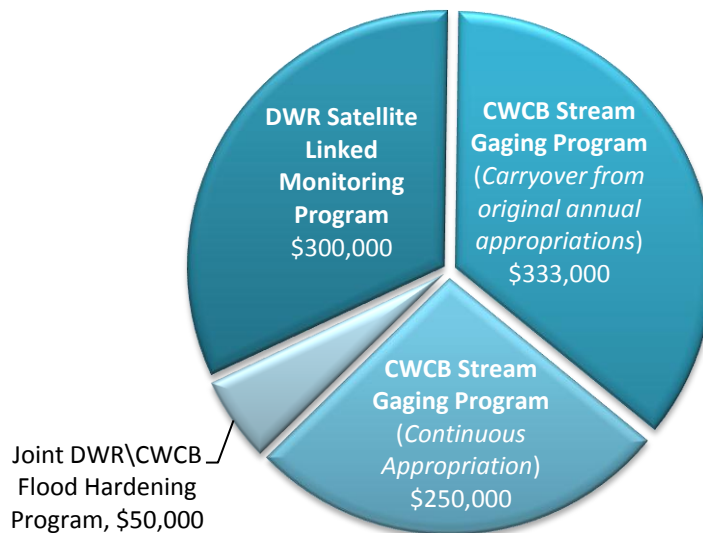 DWR Satellite
Linked
Monitoring
Program
$300,000
CWCB Stream
Gaging Program
(Carryover from
original annual
appropriations)
$333,000
CWCB Stream
Gaging Program
(Continuous
Appropriation)
$250,000
Joint DWR\CWCB
Flood Hardening
Program, $50,000